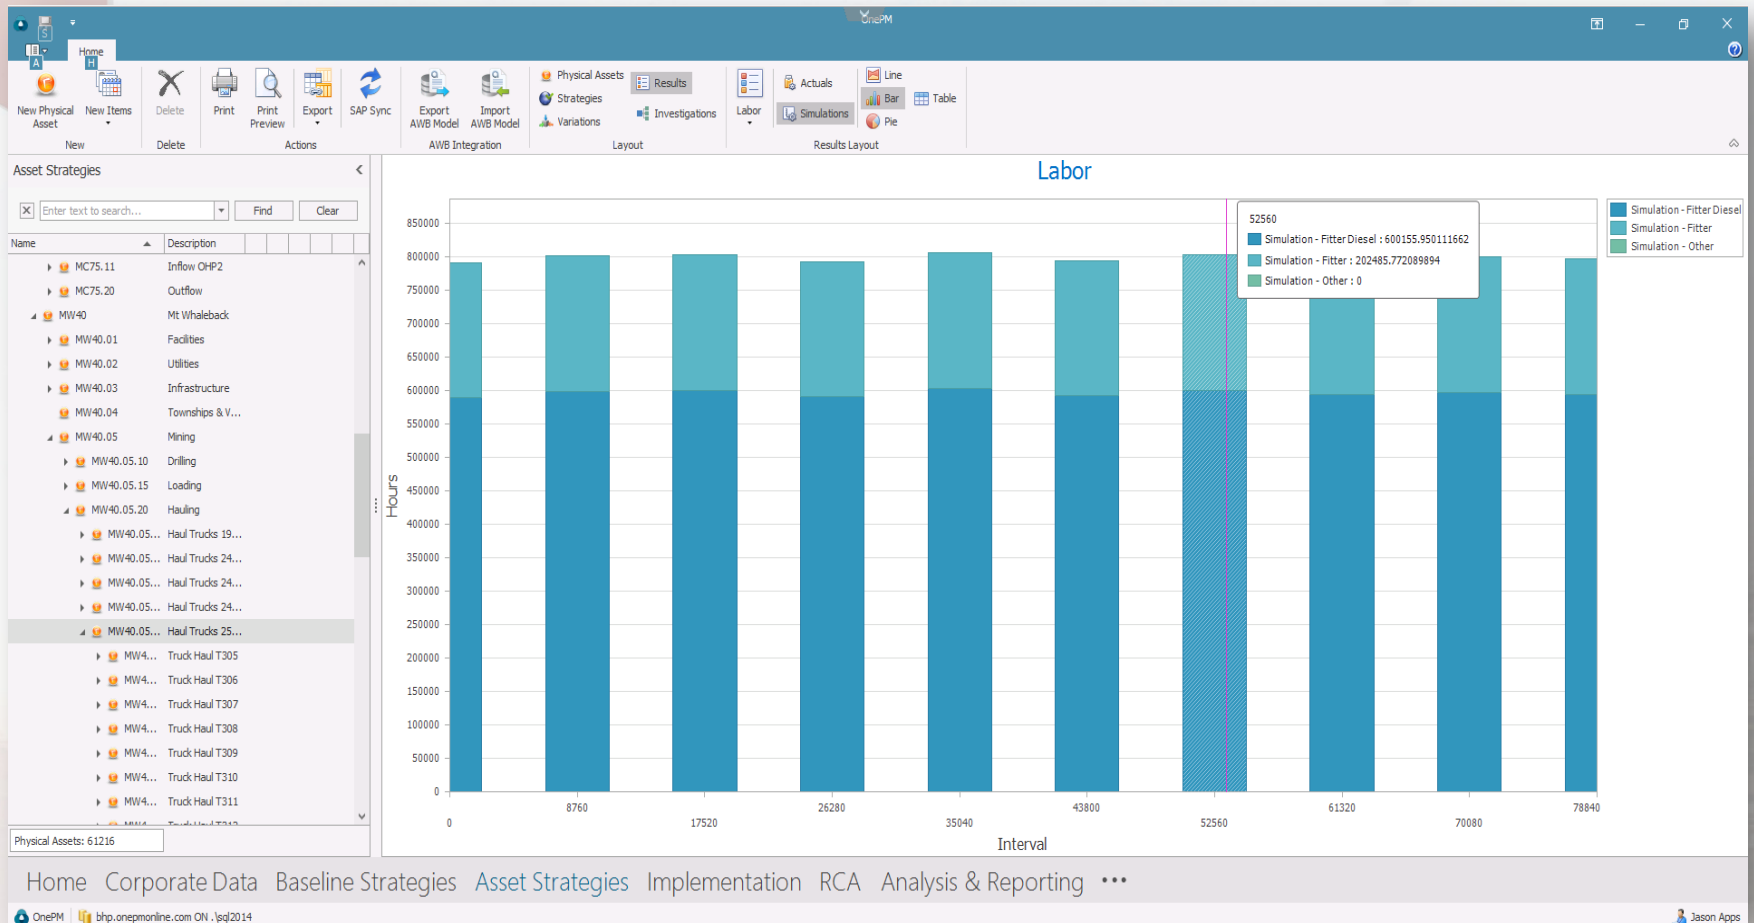 OnePM
S
A
Home
H
New Physical Asset
New Items
Delete
Print
Print Preview
Export
SAP Sync
Export AWB Model
Import AWB Model
Physical Assets
Strategies
Variations
Results
Investigations
Labor
Actuals
Simulations
Line
Bar
Pie
Table
New
Delete
Actions
AWB Integration
Layout
Results Layout
Asset Strategies
Enter text to search...
Find
Clear
Name Description
MC75.11 Inflow OHP2
MC75.20 Outflow
MW40 Mt Whaleback
MW40.01 Facilities
MW40.02 Utilities
MW40.03 Infrastructure
MW40.04 Townships & V...
MW40.05 Mining
MW40.05.10 Drilling
MW40.05.15 Loading
MW40.05.20 Hauling
MW40.05... Haul Trucks 19...
MW40.05... Haul Trucks 24...
MW40.05... Haul Trucks 24...
MW40.05... Haul Trucks 24...
MW40.05... Haul Trucks 25...
MW4... Truck Haul T305
MW4... Truck Haul T306
MW4... Truck Haul T307
MW4... Truck Haul T308
MW4... Truck Haul T309
MW4... Truck Haul T310
MW4... Truck Haul T311
Physical Assets: 61216
Labor
Hours
850000
800000
750000
700000
650000
600000
550000
500000
450000
400000
350000
300000
250000
200000
150000
100000
50000
0
0 8760 17520 26280 35040 43800 52560 61320 70080 78840
Interval
52560
Simulation - Fitter Diesel : 600155.950111662
Simulation - Fitter : 202485.772089894
Simulation - Other : 0
Simulation - Fitter Diesel
Simulation - Fitter
Simulation - Other
Home Corporate Data Baseline Strategies Asset Strategies Implementation RCA Analysis & Reporting •••
OnePM bhp.onepmonline.com ON .\sql2014
Jason Apps